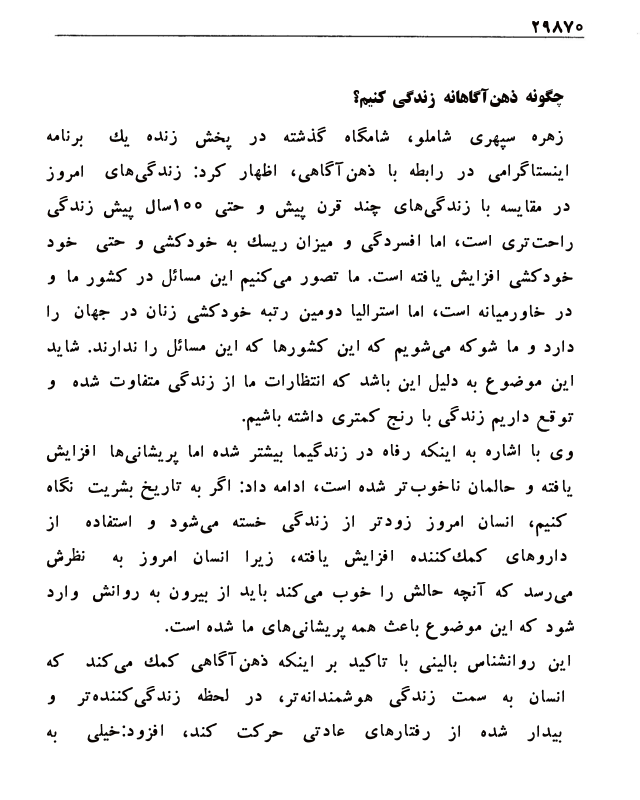 ۲۹۸۷۰
چگونه ذهن‌آگاهانه زندگی کنیم؟
زهره سپهری شاملو، شامگاه گذشته در پخش زنده یك برنامه
اینستاگرامی در رابطه با ذهن‌آگاهی، اظهار کرد: زندگی‌های امروز
در مقایسه با زندگی‌های چند قرن پیش و حتی ۱۰۰سال پیش زندگی
راحت‌تری است، اما افسردگی و میزان ریسك به خودکشی و حتی خود
خودکشی افزایش یافته است. ما تصور می‌کنیم این مسائل در کشور ما و
در خاورمیانه است، اما استرالیا دومین رتبه خودکشی زنان در جهان را
دارد و ما شوکه می‌شویم که این کشورها که این مسائل را ندارند. شاید
این موضوع به دلیل این باشد که انتظارات ما از زندگی متفاوت شده و
توقع داریم زندگی با رنج کمتری داشته باشیم.
وی با اشاره به اینکه رفاه در زندگیما بیشتر شده اما پریشانی‌ها افزایش
یافته و حالمان ناخوب‌تر شده است، ادامه داد: اگر به تاریخ بشریت نگاه
کنیم، انسان امروز زودتر از زندگی خسته می‌شود و استفاده از
داروهای کمك‌کننده افزایش یافته، زیرا انسان امروز به نظرش
می‌رسد که آنچه حالش را خوب می‌کند باید از بیرون به روانش وارد
شود که این موضوع باعث همه پریشانی‌های ما شده است.
این روانشناس بالینی با تاکید بر اینکه ذهن‌آگاهی کمك می‌کند که
انسان به سمت زندگی هوشمندانه‌تر، در لحظه زندگی‌کننده‌تر و
بیدار شده از رفتارهای عادتی حرکت کند، افزود:خیلی به